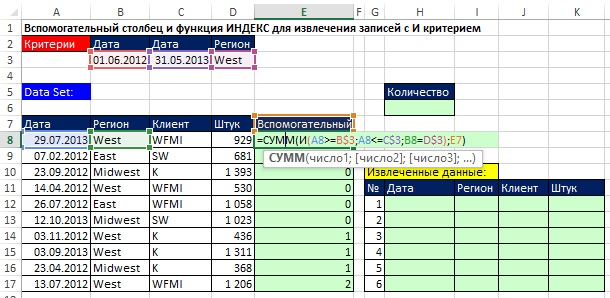 A B C D E F G H I J K
1 Вспомогательный столбец и функция ИНДЕКС для извлечения записей с И критерием
2 Критерии Дата Дата Регион
3 01.06.2012 31.05.2013 West
4
5 Data Set: Количество
6
7 Дата Регион Клиент Штук Вспомогательный
8 29.07.2013 West WFMI 929 =СУММ(И(A8>=B$3;A8<=C$3;B8=D$3);E7)
9 07.02.2012 East SW 681 СУММ(число1; [число2]; [число3]; ...)
10 23.09.2012 Midwest K 1 393 0 Извлеченные данные:
11 14.04.2012 West WFMI 530 0 № Дата Регион Клиент Штук
12 26.07.2012 East WFMI 1 058 0 1
13 12.10.2013 Midwest SW 1 023 0 2
14 03.11.2012 West K 436 1 3
15 03.09.2013 West K 1 311 1 4
16 23.04.2012 Midwest K 368 1 5
17 13.07.2012 West WFMI 1 206 2 6